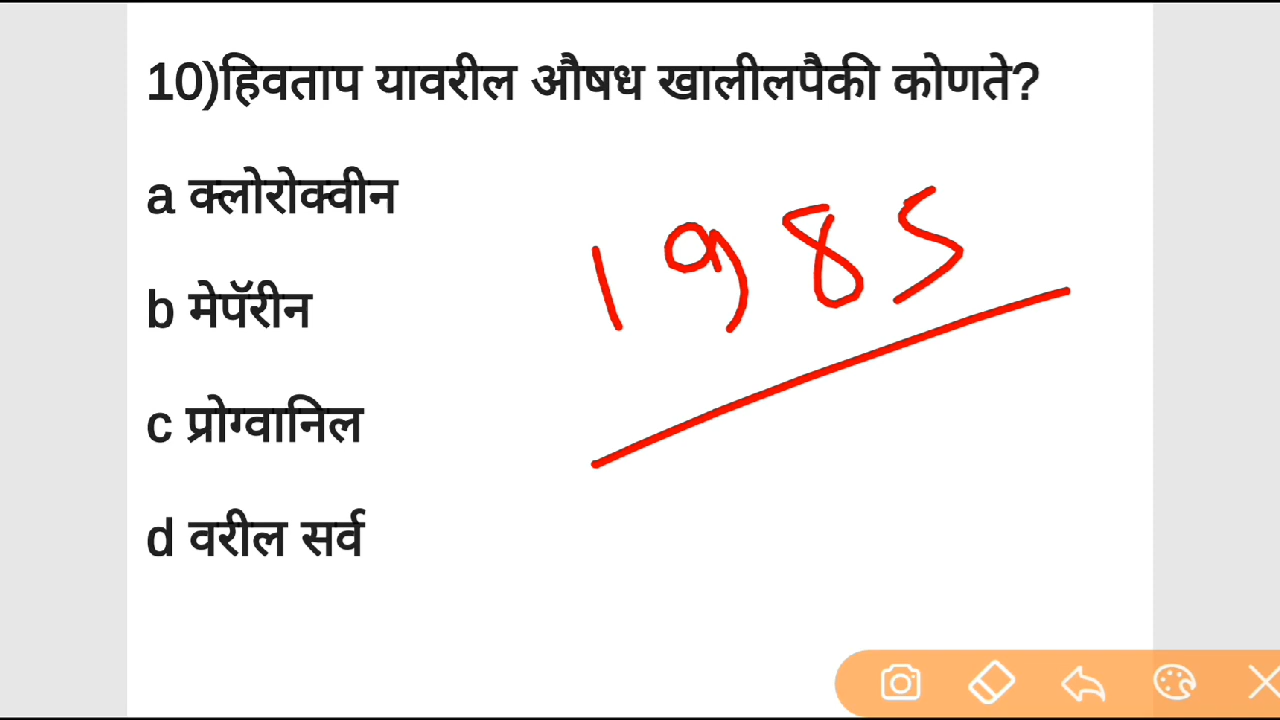 10)हिवताप यावरील औषध खालीलपैकी कोणते?
a क्लोरोक्वीन
1985
b मेपॅरीन
c प्रोग्वानिल
d वरील सर्व